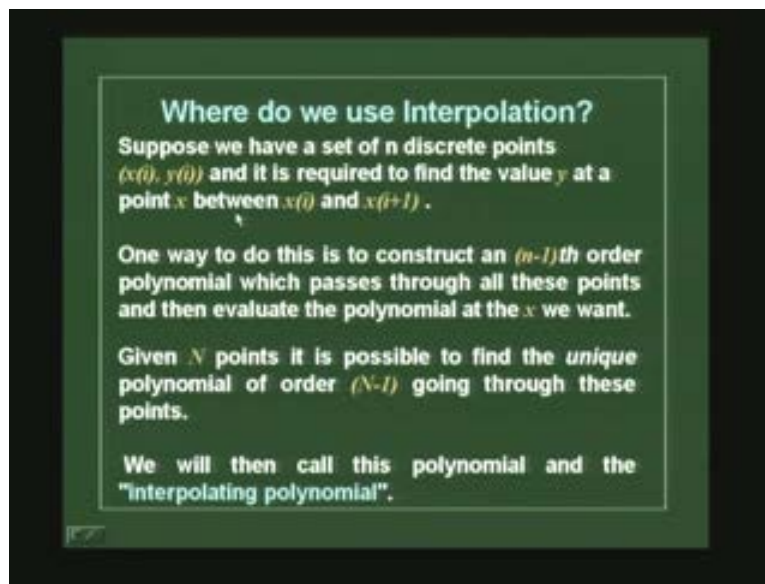 Where do we use Interpolation?
Suppose we have a set of n discrete points
(x(i), y(i)) and it is required to find the value y at a
point x between x(i) and x(i+1) .
One way to do this is to construct an (n-1)th order
polynomial which passes through all these points
and then evaluate the polynomial at the x we want.
Given N points it is possible to find the unique
polynomial of order (N-1) going through these
points.
We will then call this polynomial and the
"interpolating polynomial".